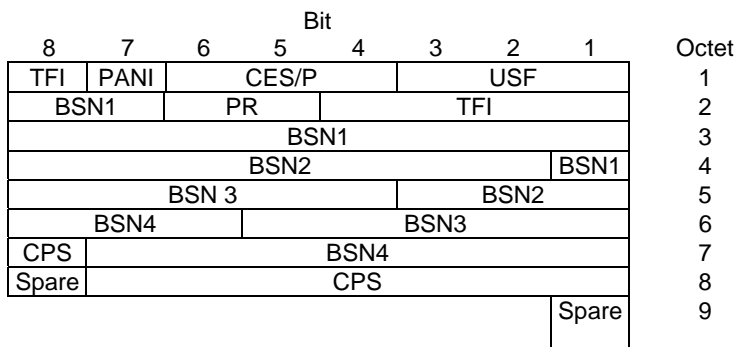 Bit
8 7 6 5 4 3 2 1 Octet
TFI PANI CES/P USF 1
BSN1 PR TFI 2
BSN1 3
BSN2 BSN1 4
BSN 3 BSN2 5
BSN4 BSN3 6
CPS BSN4 7
Spare CPS 8
Spare 9